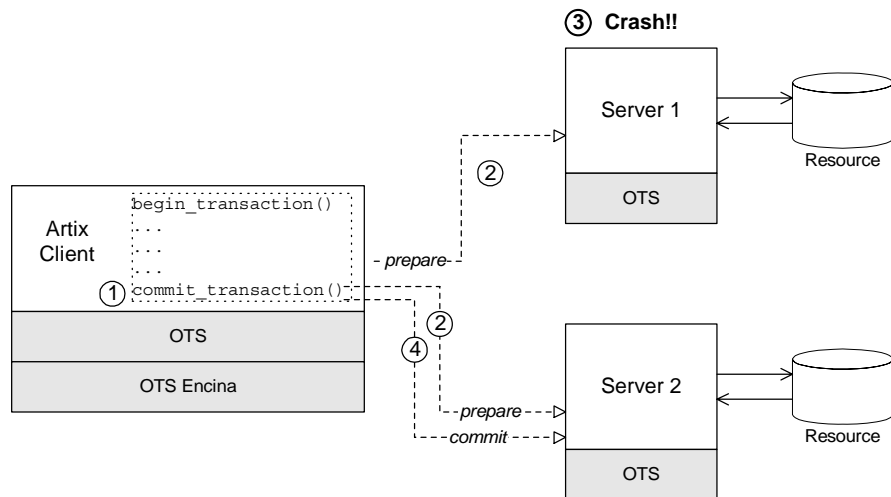 ③ Crash!!
Server 1
Resource
OTS
②
Artix
Client
begin_transaction()
...
...
...
① commit_transaction()
prepare
②
④
OTS
OTS Encina
Server 2
prepare
commit
Resource
OTS